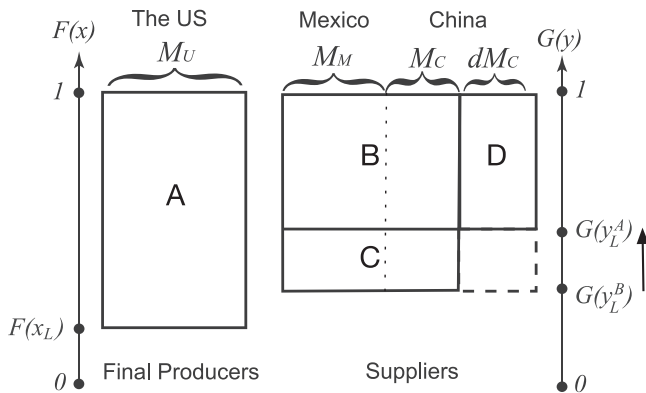 The US
Mexico
China
F(x)
G(y)
M_U
M_M
M_C
dM_C
1
1
A
B
D
C
G(y_L^A)
G(y_L^B)
F(x_L)
Final Producers
Suppliers
0
0